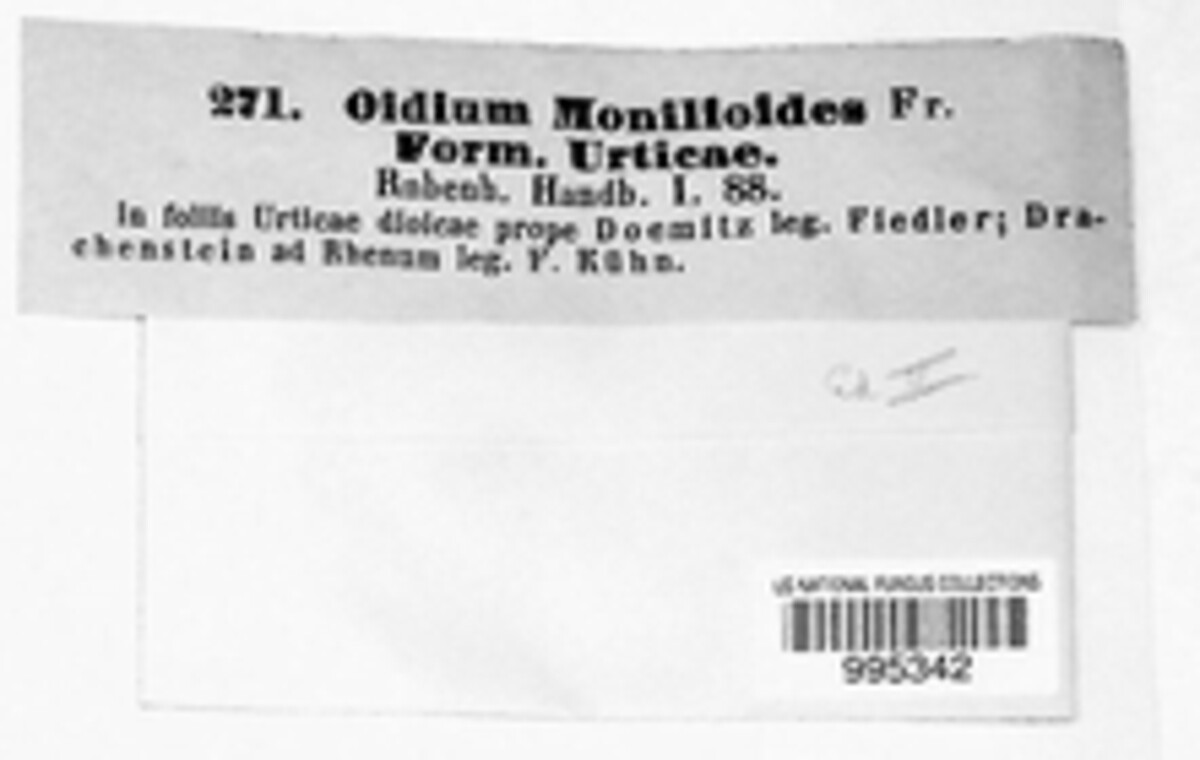 271. Oidium Monilioides Fr.
Form. Urticae.
Rabenh. Handb. I. 88.
In foliis Urticae dioicae prope Doemitz leg. Fiedler; Dra-
chenstein ad Rhenum leg. F. Kühn.
US NATIONAL FUNGUS COLLECTIONS
995342